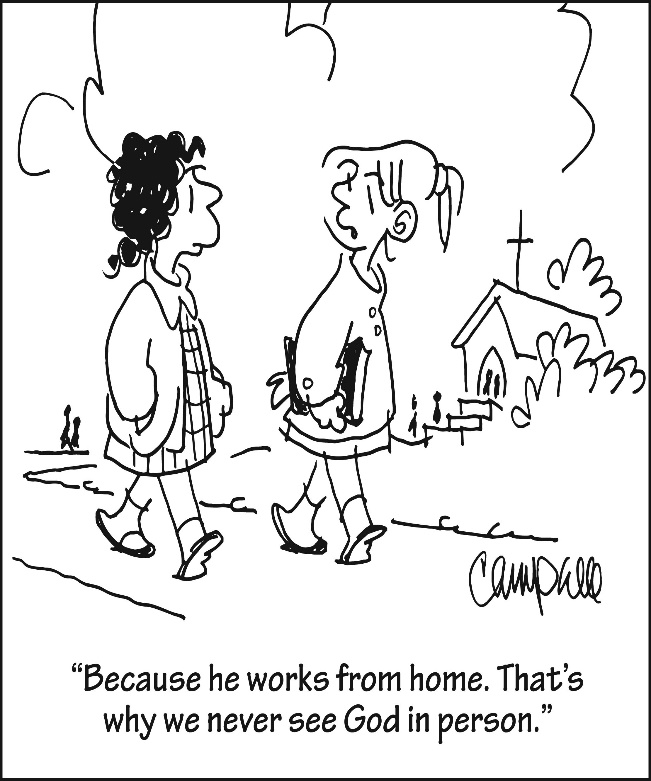 Campbell
“Because he works from home. That’s
why we never see God in person.”